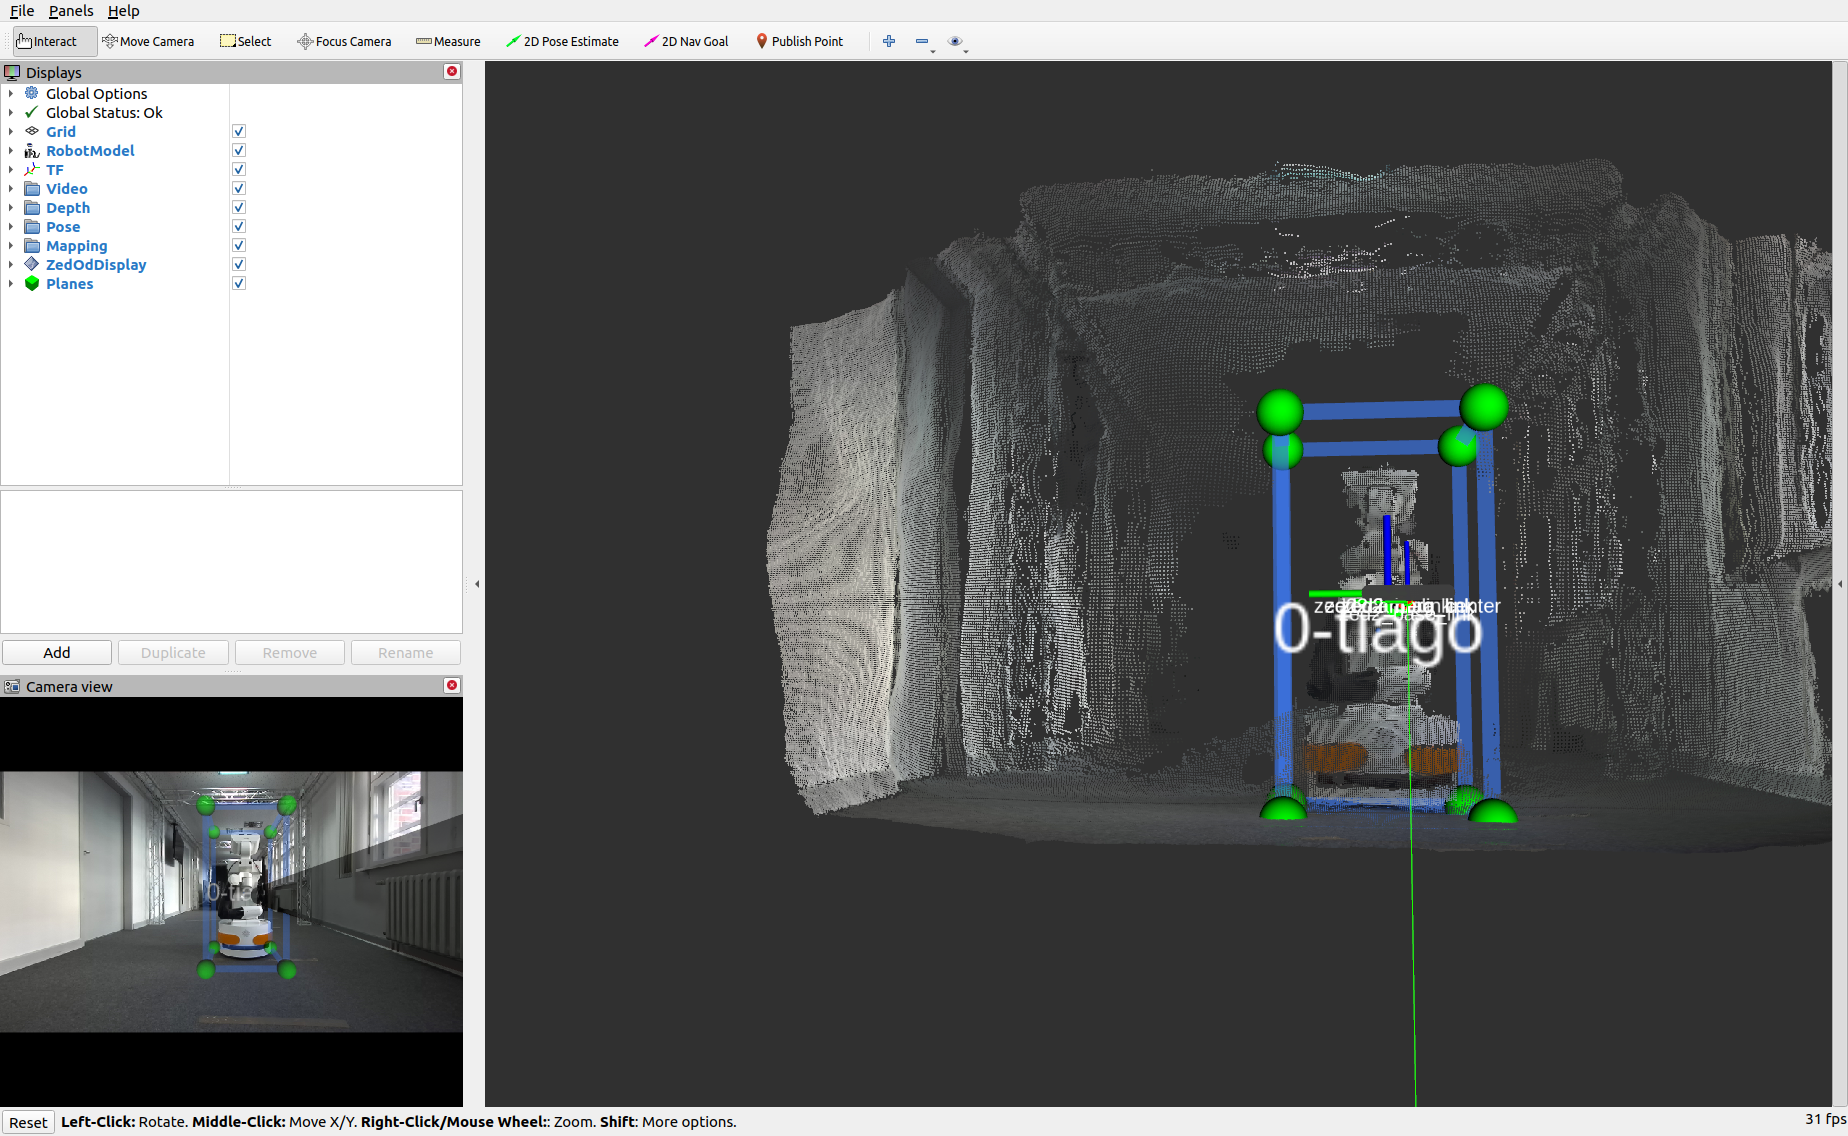 File Panels Help
Interact Move Camera Select Focus Camera Measure 2D Pose Estimate 2D Nav Goal Publish Point
Displays
Global Options
Global Status: Ok
Grid
RobotModel
TF
Video
Depth
Pose
Mapping
ZedOdDisplay
Planes
Add Duplicate Remove Rename
Camera view
0-tia
0-tiago
Reset Left-Click: Rotate. Middle-Click: Move X/Y. Right-Click/Mouse Wheel:: Zoom. Shift: More options. 31 fps